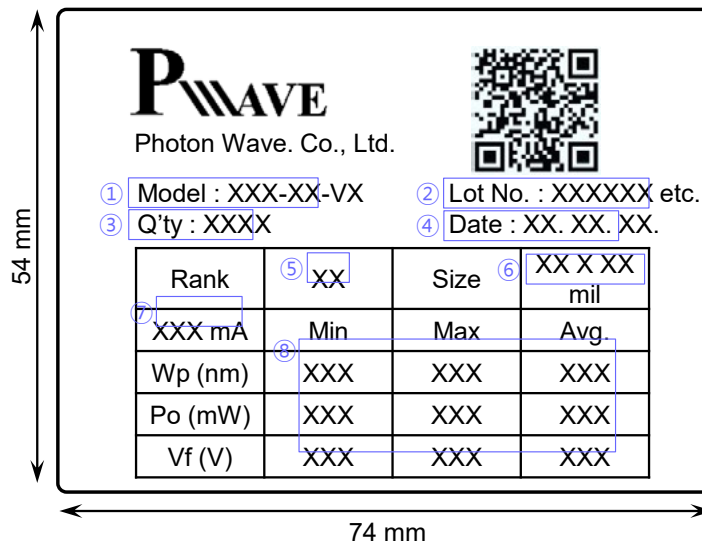 PWAVE
Photon Wave. Co., Ltd.
① Model : XXX-XX-VX ② Lot No. : XXXXXX etc.
③ Q'ty : XXXX ④ Date : XX. XX. XX.
Rank ⑤ XX Size ⑥ XX X XX mil
⑦ XXX mA Min Max Avg.
⑧
Wp (nm) XXX XXX XXX
Po (mW) XXX XXX XXX
Vf (V) XXX XXX XXX
54 mm
74 mm